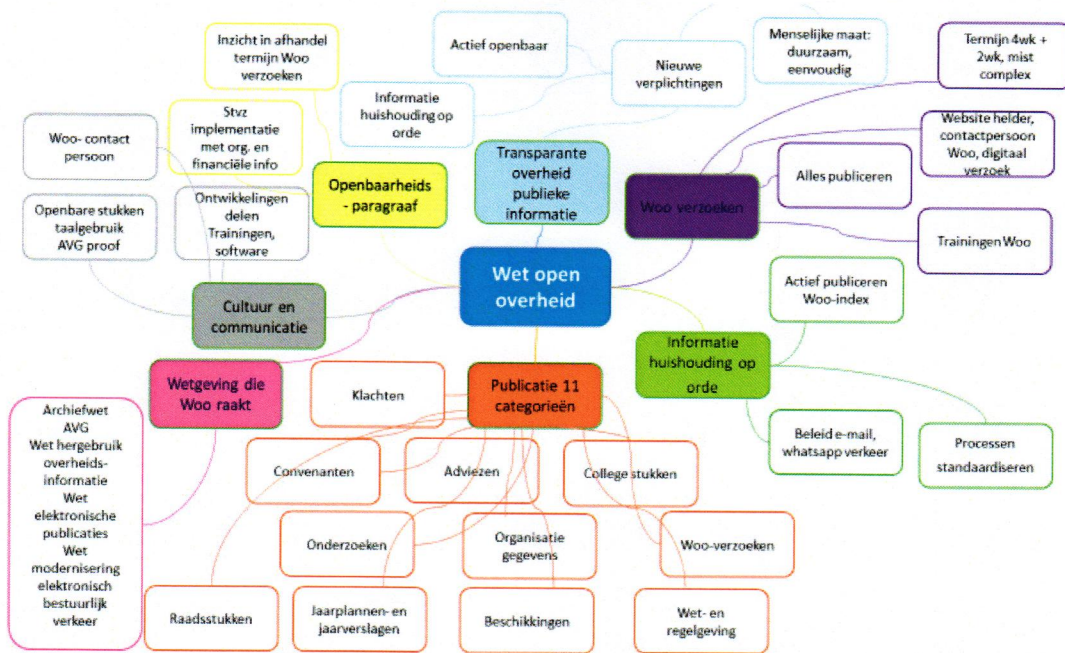 Inzicht in afhandel
termijn Woo
verzoeken
Actief openbaar
Nieuwe
verplichtingen
Menselijke maat:
duurzaam,
eenvoudig
Termijn 4wk +
2wk, mist
complex
Informatie
huishouding op
orde
Woo- contact
persoon
Stvz
implementatie
met org. en
financiële info
Website helder,
contactpersoon
Woo, digitaal
verzoek
Openbaarheids
- paragraaf
Transparante
overheid
publieke
informatie
Woo verzoeken
Alles publiceren
Openbare stukken
taalgebruik
AVG proof
Ontwikkelingen
delen
Trainingen,
software
Trainingen Woo
Wet open
overheid
Cultuur en
communicatie
Actief publiceren
Woo-index
Informatie
huishouding op
orde
Wetgeving die
Woo raakt
Klachten
Publicatie 11
categorieën
Archiefwet
AVG
Wet hergebruik
overheids-
informatie
Wet
elektronische
publicaties
Wet
modernisering
elektronisch
bestuurlijk
verkeer
Beleid e-mail,
whatsapp verkeer
Processen
standaardiseren
Convenanten
Adviezen
College stukken
Onderzoeken
Organisatie
gegevens
Woo-verzoeken
Raadsstukken
Jaarplannen- en
jaarverslagen
Beschikkingen
Wet- en
regelgeving